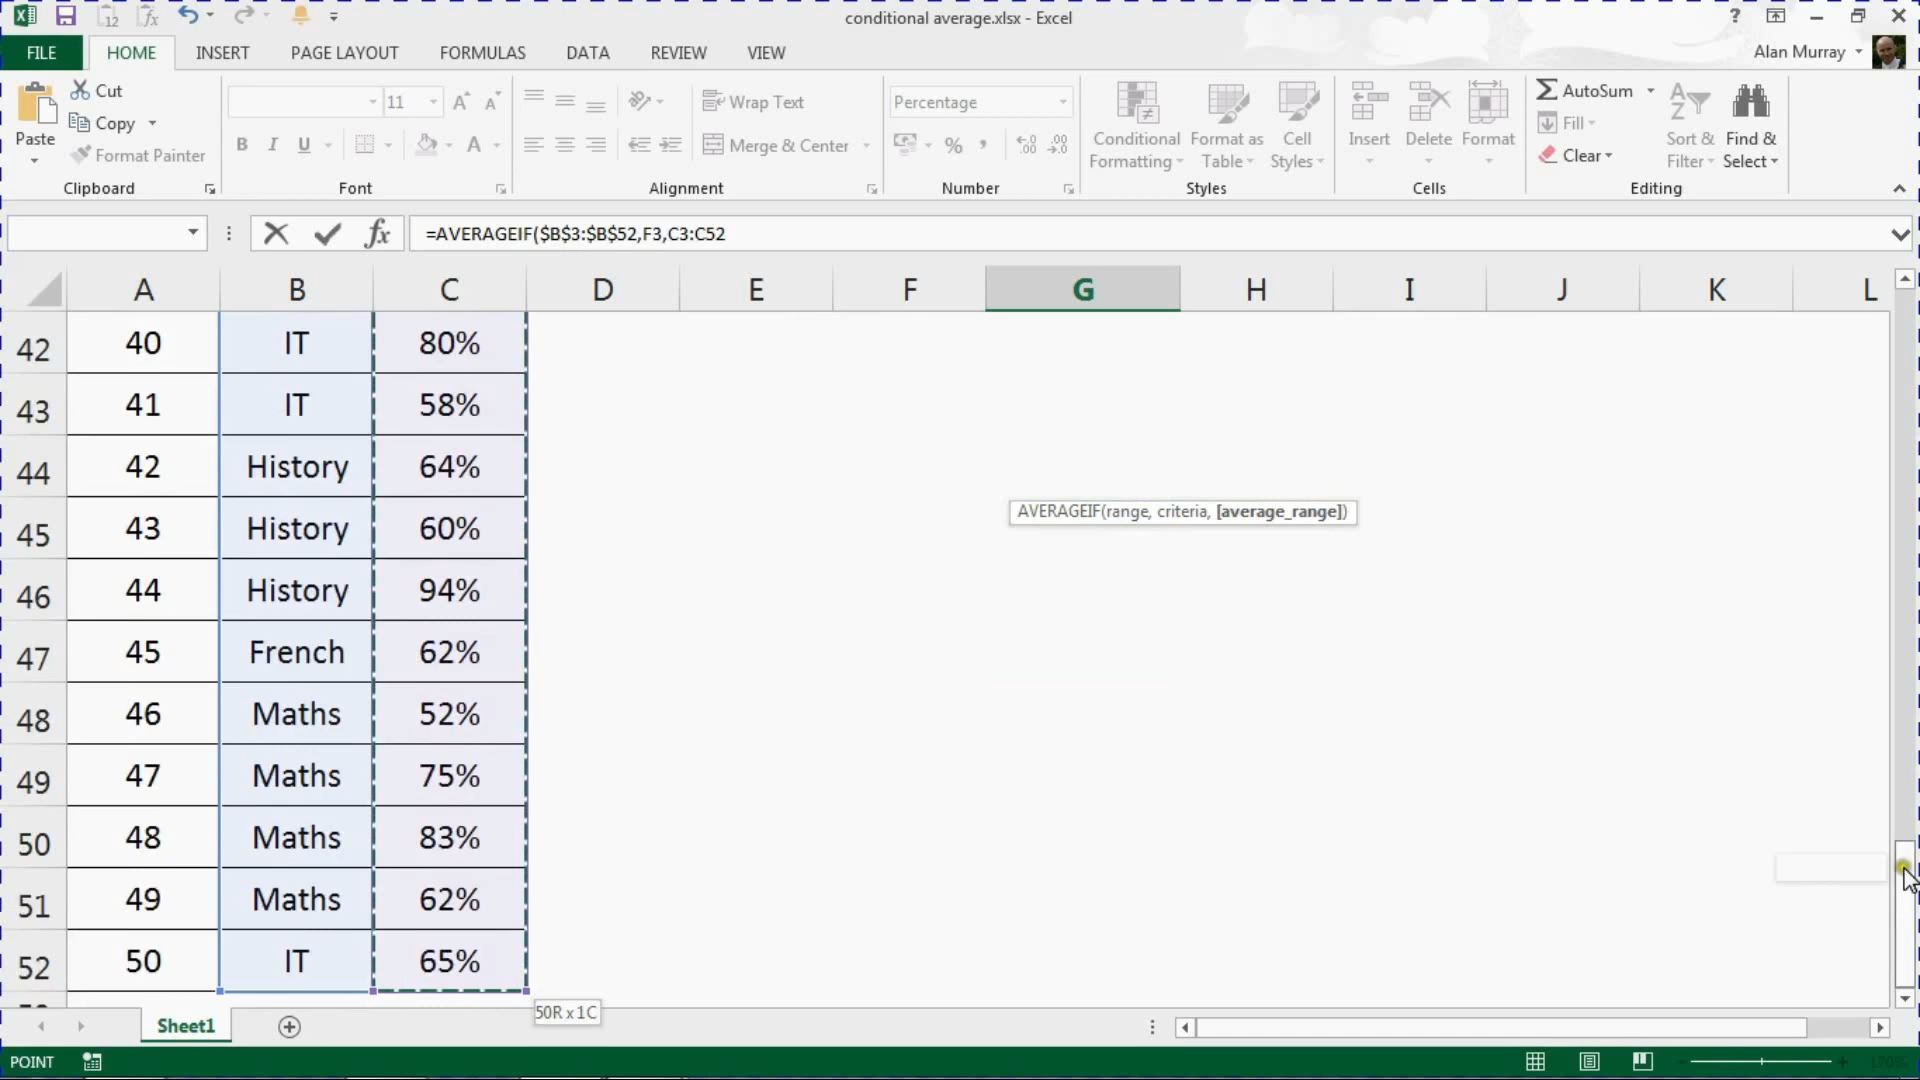 conditional average.xlsx - Excel
FILE HOME INSERT PAGE LAYOUT FORMULAS DATA REVIEW VIEW
Alan Murray
Paste
Cut
Copy
Format Painter
Clipboard
11
B I U
Font
Wrap Text
Merge & Center
Alignment
Percentage
%
Number
Conditional Formatting
Format as Table
Cell Styles
Styles
Insert
Delete
Format
Cells
AutoSum
Fill
Clear
Sort & Filter
Find & Select
Editing
=AVERAGEIF($B$3:$B$52,F3,C3:C52
A B C D E F G H I J K L
42 40 IT 80%
43 41 IT 58%
44 42 History 64%
AVERAGEIF(range, criteria, [average_range])
45 43 History 60%
46 44 History 94%
47 45 French 62%
48 46 Maths 52%
49 47 Maths 75%
50 48 Maths 83%
51 49 Maths 62%
52 50 IT 65%
50R x 1C
Sheet1
POINT